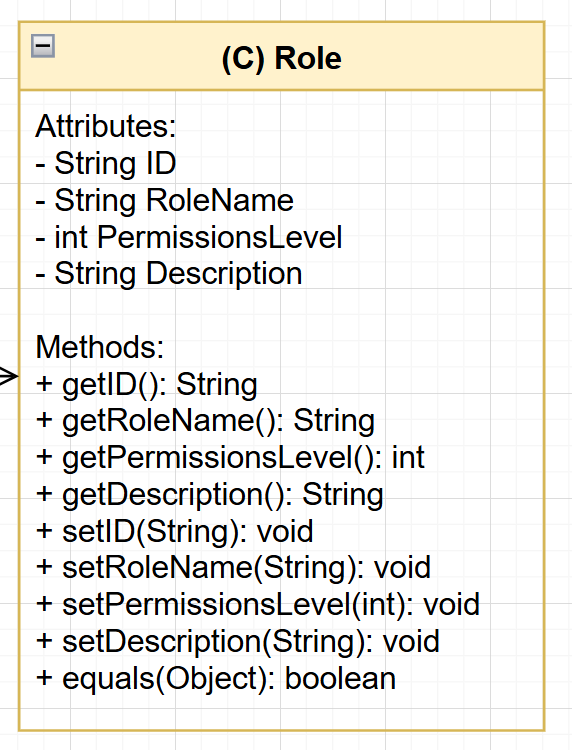 (C) Role
Attributes:
- String ID
- String RoleName
- int PermissionsLevel
- String Description
Methods:
+ getID(): String
+ getRoleName(): String
+ getPermissionsLevel(): int
+ getDescription(): String
+ setID(String): void
+ setRoleName(String): void
+ setPermissionsLevel(int): void
+ setDescription(String): void
+ equals(Object): boolean